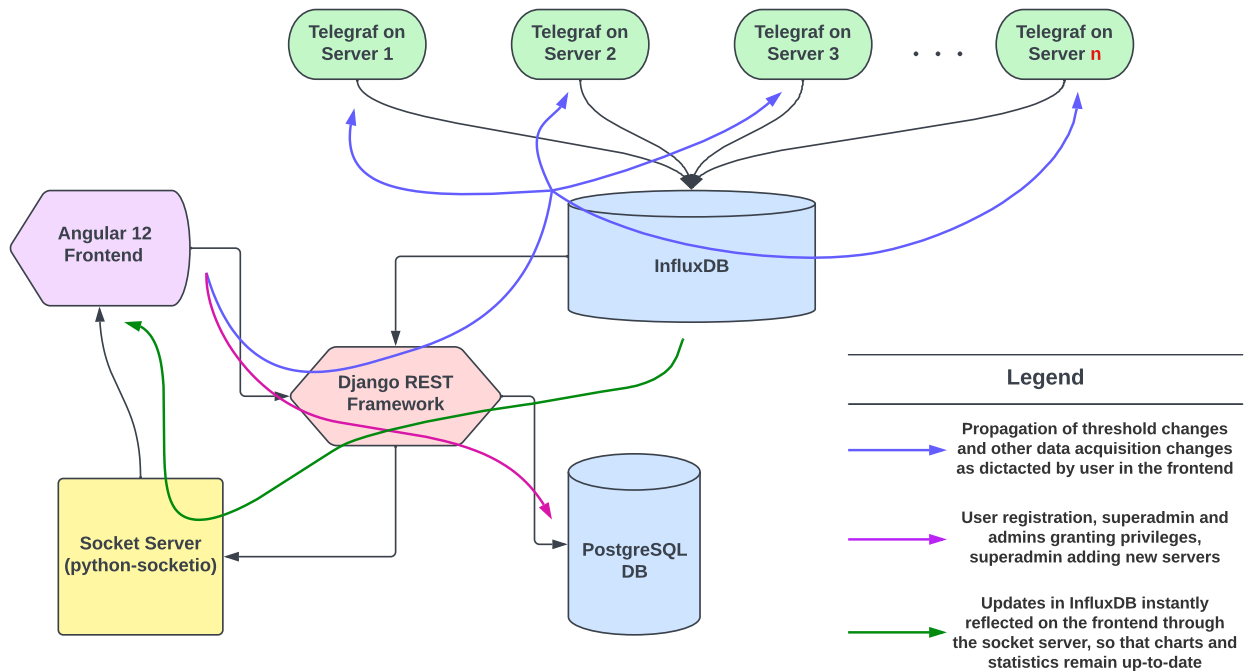 Telegraf on
Server 1
Telegraf on
Server 2
Telegraf on
Server 3
. . .
Telegraf on
Server n
Angular 12
Frontend
InfluxDB
Django REST
Framework
Socket Server
(python-socketio)
PostgreSQL
DB
Legend
Propagation of threshold changes
and other data acquisition changes
as dictacted by user in the frontend
User registration, superadmin and
admins granting privileges,
superadmin adding new servers
Updates in InfluxDB instantly
reflected on the frontend through
the socket server, so that charts and
statistics remain up-to-date